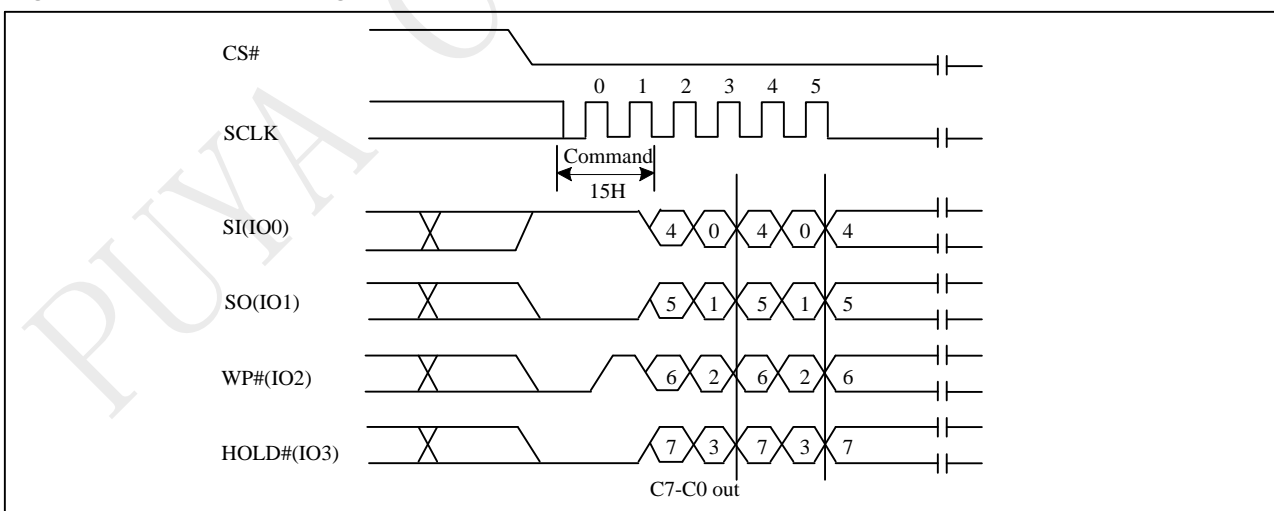 CS#
0 1 2 3 4 5
SCLK
Command
15H
SI(IO0) 4 0 4 0 4
SO(IO1) 5 1 5 1 5
WP#(IO2) 6 2 6 2 6
HOLD#(IO3) 7 3 7 3 7
C7-C0 out
PUYA